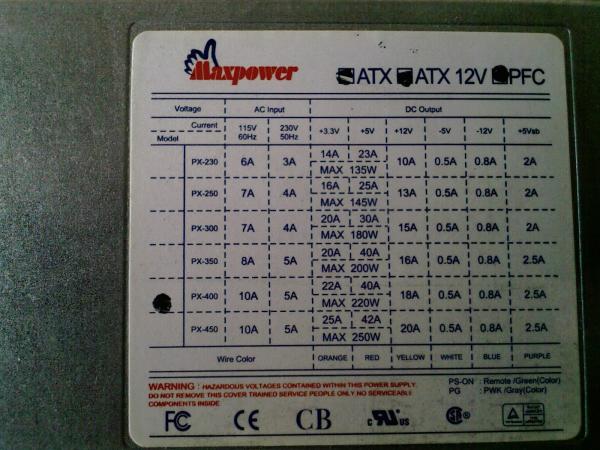 Maxpower ATX ATX 12V PFC
Voltage AC Input DC Output
Current 115V 60Hz 230V 50Hz +3.3V +5V +12V -5V -12V +5Vsb
Model
PX-230 6A 3A 14A 23A 10A 0.5A 0.8A 2A
MAX 135W
PX-250 7A 4A 16A 25A 13A 0.5A 0.8A 2A
MAX 145W
PX-300 7A 4A 20A 30A 15A 0.5A 0.8A 2A
MAX 180W
PX-350 8A 5A 20A 40A 16A 0.5A 0.8A 2.5A
MAX 200W
PX-400 10A 5A 22A 40A 18A 0.5A 0.8A 2.5A
MAX 220W
PX-450 10A 5A 25A 42A 20A 0.5A 0.8A 2.5A
MAX 250W
Wire Color ORANGE RED YELLOW WHITE BLUE PURPLE
WARNING : HAZARDOUS VOLTAGES CONTAINED WITHIN THIS POWER SUPPLY.
DO NOT REMOVE THIS COVER TRAINED SERVICE PEOPLE ONLY.NO SERVICEABLE
COMPONENTS INSIDE
PS-ON : Remote /Green(Color)
PG : PWK /Gray(Color)
FC CE CB c UL US SA